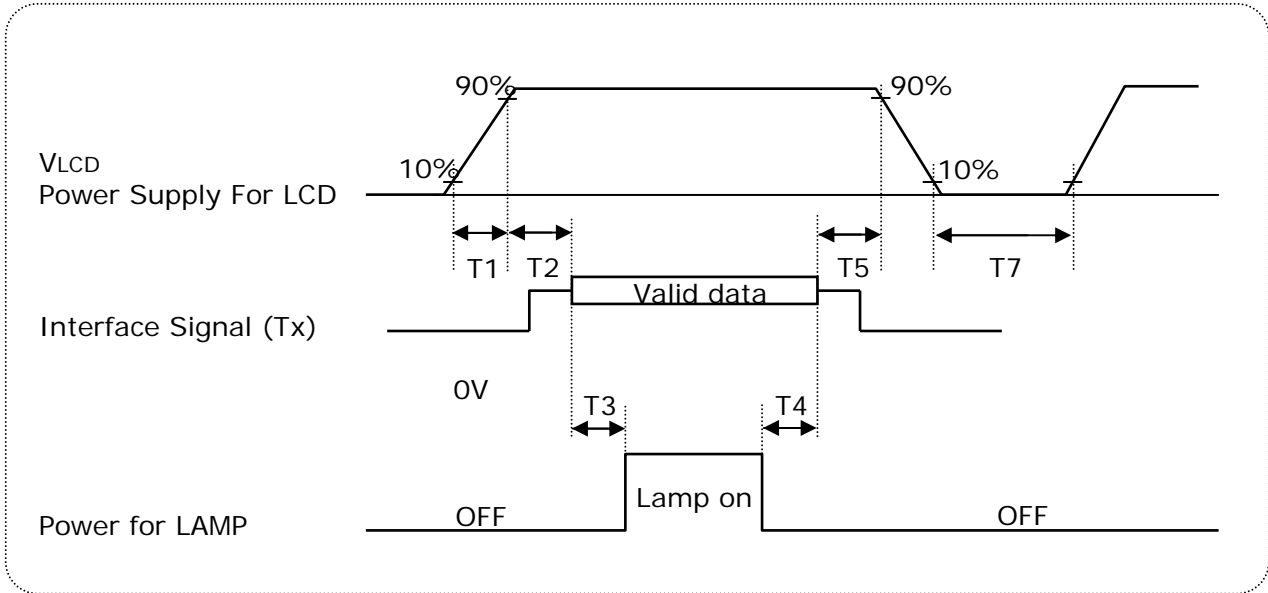 90%
90%
VLCD
10%
10%
Power Supply For LCD
T1
T2
T5
T7
Valid data
Interface Signal (Tx)
0V
T3
T4
Lamp on
Power for LAMP
OFF
OFF